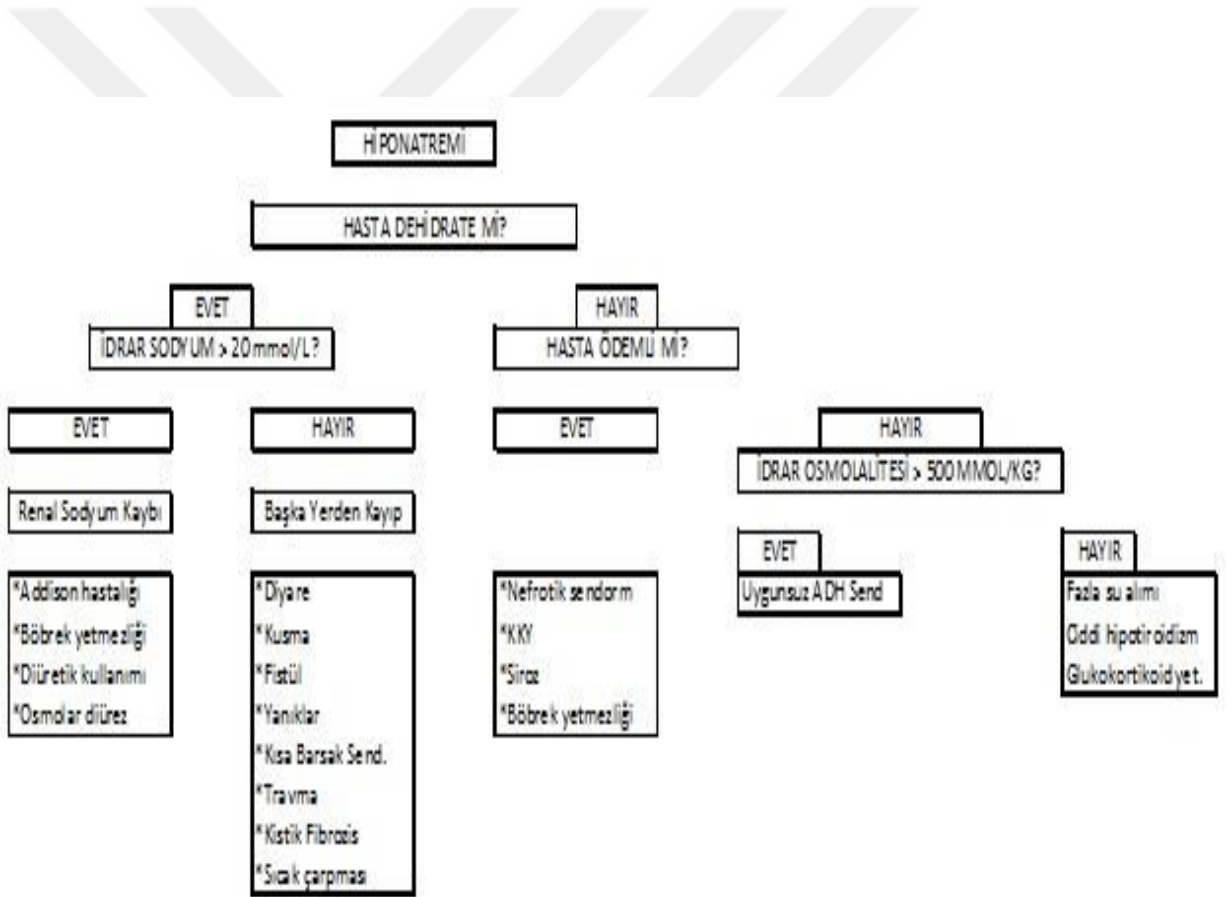 HİPONATREMİ
HASTA DEHİDRATE Mİ?
EVET
İDRAR SODYUM > 20 mmol/L?
HAYIR
HASTA ÖDEMLİ Mİ?
EVET
Renal Sodyum Kaybı
*Addison hastalığı
*Böbrek yetmezliği
*Diüretik kullanımı
*Osmolar diürez
HAYIR
Başka Yerden Kayıp
*Diyare
*Kusma
*Fistül
*Yanıklar
*Kısa Barsak Send.
*Travma
*Kistik Fibrozis
*Sıcak çarpması
EVET
*Nefrotik sendorm
*KKY
*Siroz
*Böbrek yetmezliği
HAYIR
İDRAR OSMOLALİTESİ > 500 MMOL/KG?
EVET
Uygunsuz ADH Send
HAYIR
Fazla su alımı
Ciddi hipotiroidizm
Glukokortikoid yet.